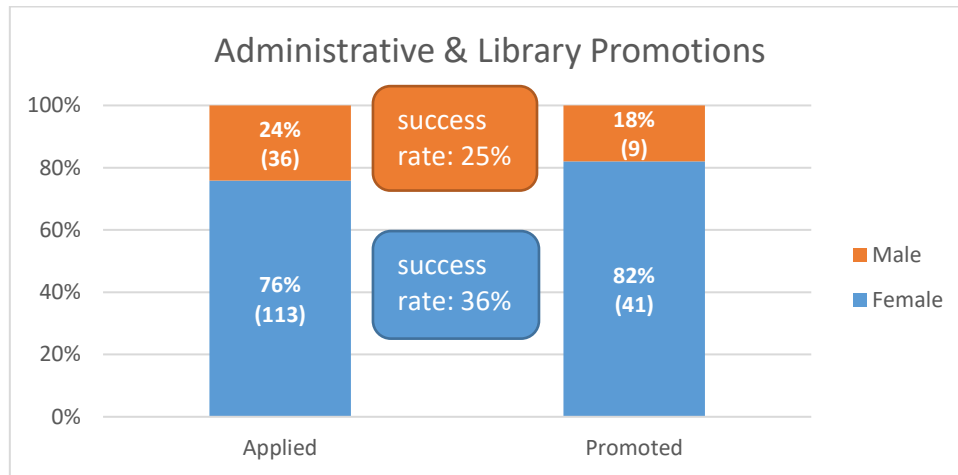 Administrative & Library Promotions
100%
80%
60%
40%
20%
0%
24%
(36)
76%
(113)
success
rate: 25%
success
rate: 36%
18%
(9)
82%
(41)
Male
Female
Applied
Promoted